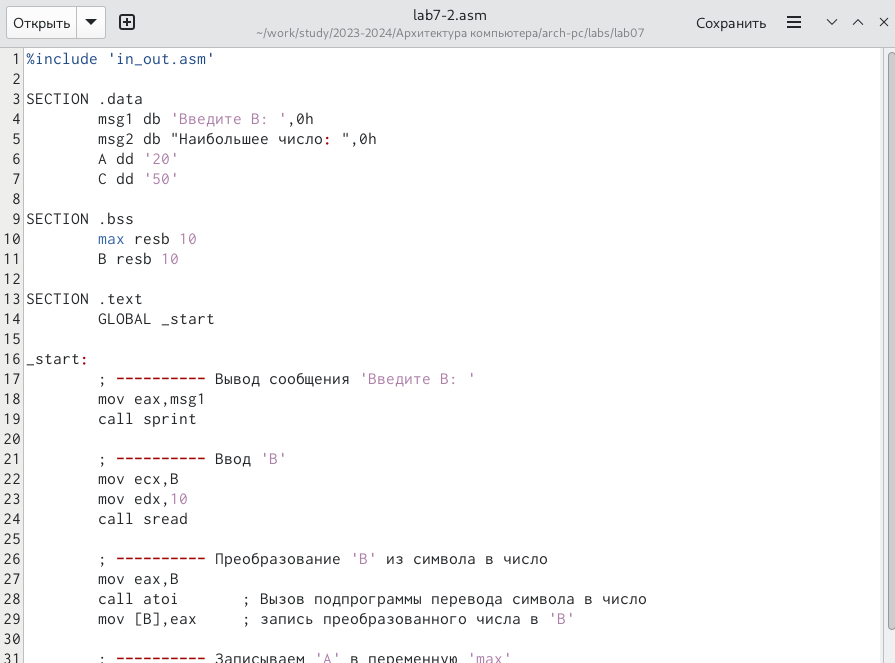 Открыть
lab7-2.asm
~/work/study/2023-2024/Архитектура компьютера/arch-pc/labs/lab07
Сохранить
1 %include 'in_out.asm'
2
3 SECTION .data
4 msg1 db 'Введите B: ',0h
5 msg2 db "Наибольшее число: ",0h
6 A dd '20'
7 C dd '50'
8
9 SECTION .bss
10 max resb 10
11 B resb 10
12
13 SECTION .text
14 GLOBAL _start
15
16 _start:
17 ; ---------- Вывод сообщения 'Введите B: '
18 mov eax,msg1
19 call sprint
20
21 ; ---------- Ввод 'B'
22 mov ecx,B
23 mov edx,10
24 call sread
25
26 ; ---------- Преобразование 'B' из символа в число
27 mov eax,B
28 call atoi ; Вызов подпрограммы перевода символа в число
29 mov [B],eax ; запись преобразованного числа в 'B'
30
31 ; ---------- Записываем 'A' в переменную 'max'